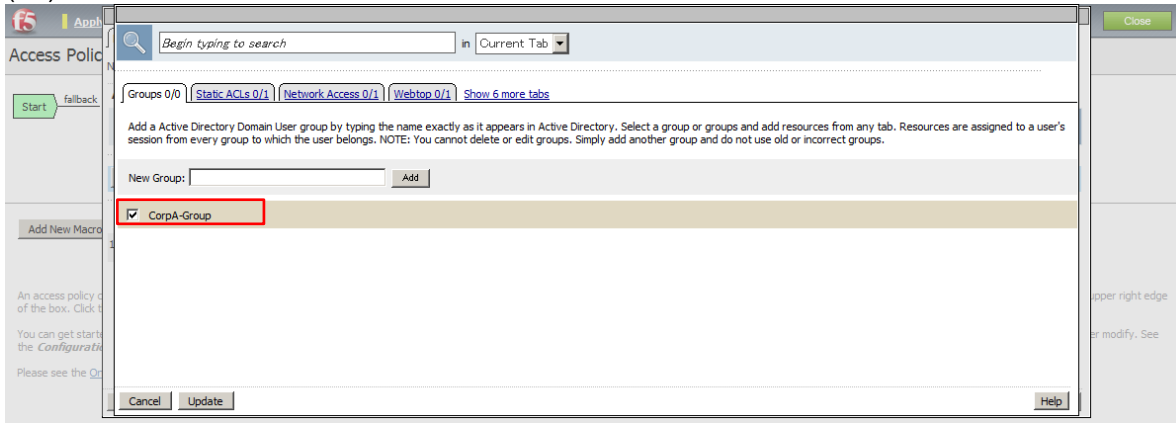 f5
Apply
Close
Access Polic
Begin typing to search in Current Tab
Start fallback
Groups 0/0 Static ACLs 0/1 Network Access 0/1 Webtop 0/1 Show 6 more tabs
Add a Active Directory Domain User group by typing the name exactly as it appears in Active Directory. Select a group or groups and add resources from any tab. Resources are assigned to a user's
session from every group to which the user belongs. NOTE: You cannot delete or edit groups. Simply add another group and do not use old or incorrect groups.
New Group: Add
CorpA-Group
Add New Macro
An access policy
upper right edge
of the box. Click
You can get start
er modify. See
the Configurati
Please see the On
Cancel Update Help